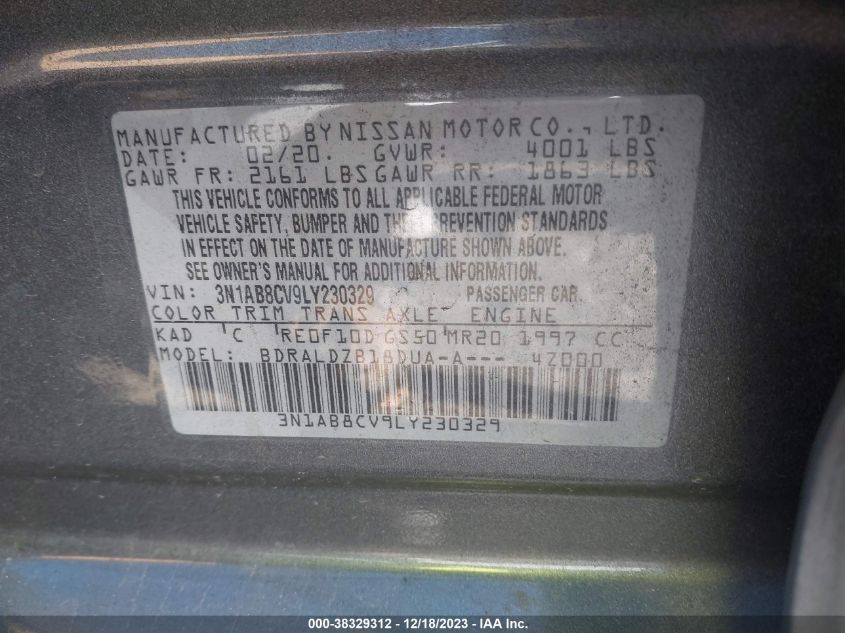 MANUFACTURED BY NISSAN MOTOR CO., LTD.
DATE: 02/20. GVWR: 4001 LBS
GAWR FR: 2161 LBS GAWR RR: 1863 LBS
THIS VEHICLE CONFORMS TO ALL APPLICABLE FEDERAL MOTOR
VEHICLE SAFETY, BUMPER AND THEFT PREVENTION STANDARDS
IN EFFECT ON THE DATE OF MANUFACTURE SHOWN ABOVE.
SEE OWNER'S MANUAL FOR ADDITIONAL INFORMATION.
VIN: 3N1AB8CV9LY230329 PASSENGER CAR.
COLOR TRIM TRANS AXLE ENGINE
KAD C RE0F10D GS50 MR20 1997 CC
MODEL: BDRALDZB18DUA-A--- 4Z000
3N1AB8CV9LY230329
000-38329312 - 12/18/2023 - IAAI.com